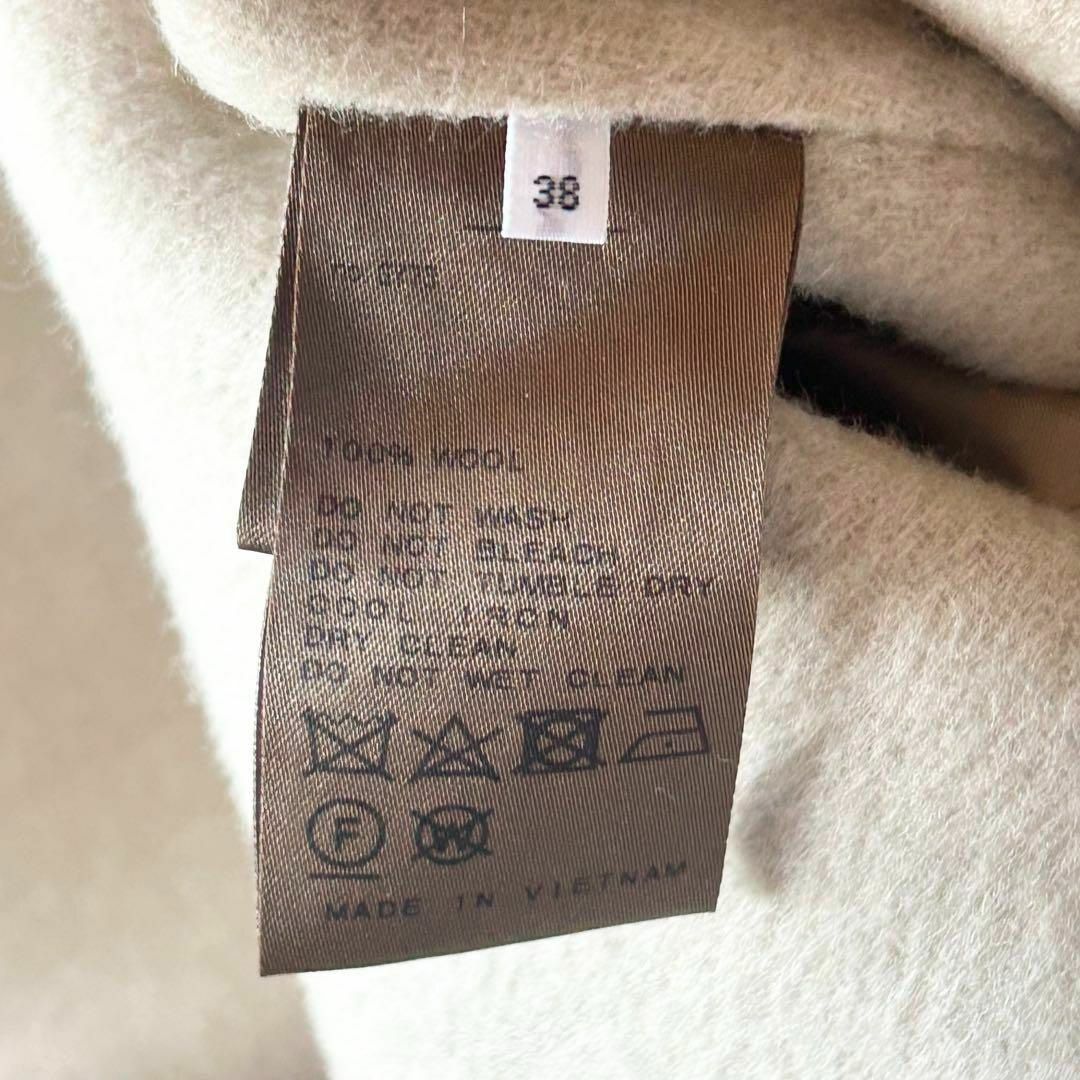 38
100% WOOL
DO NOT WASH
DO NOT BLEACH
DO NOT TUMBLE DRY
COOL IRON
DRY CLEAN
DO NOT WET CLEAN
F W
MADE IN VIETNAM